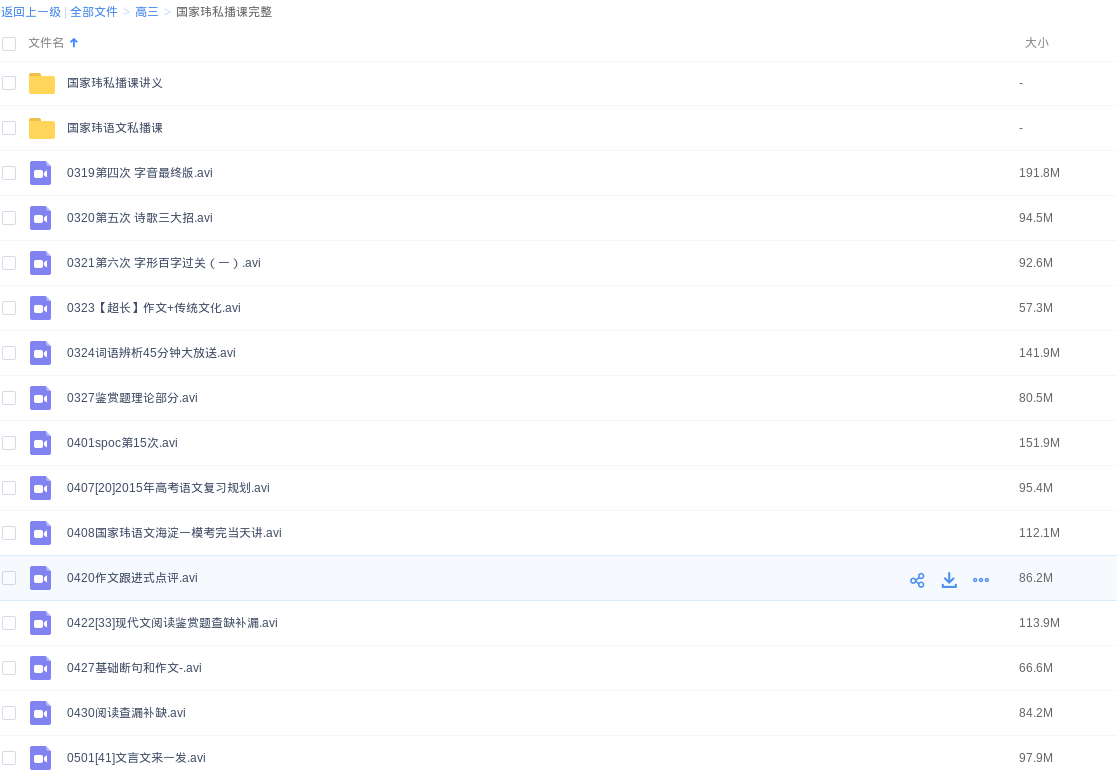 返回上一级 | 全部文件 > 高三 > 国家玮私播课完整
文件名 大小
国家玮私播课讲义 -
国家玮语文私播课 -
0319第四次 字音最终版.avi 191.8M
0320第五次 诗歌三大招.avi 94.5M
0321第六次 字形百字过关（一）.avi 92.6M
0323【超长】作文+传统文化.avi 57.3M
0324词语辨析45分钟大放送.avi 141.9M
0327鉴赏题理论部分.avi 80.5M
0401spoc第15次.avi 151.9M
0407[20]2015年高考语文复习规划.avi 95.4M
0408国家玮语文海淀一模考完当天讲.avi 112.1M
0420作文跟进式点评.avi 86.2M
0422[33]现代文阅读鉴赏题查缺补漏.avi 113.9M
0427基础断句和作文-.avi 66.6M
0430阅读查漏补缺.avi 84.2M
0501[41]文言文来一发.avi 97.9M